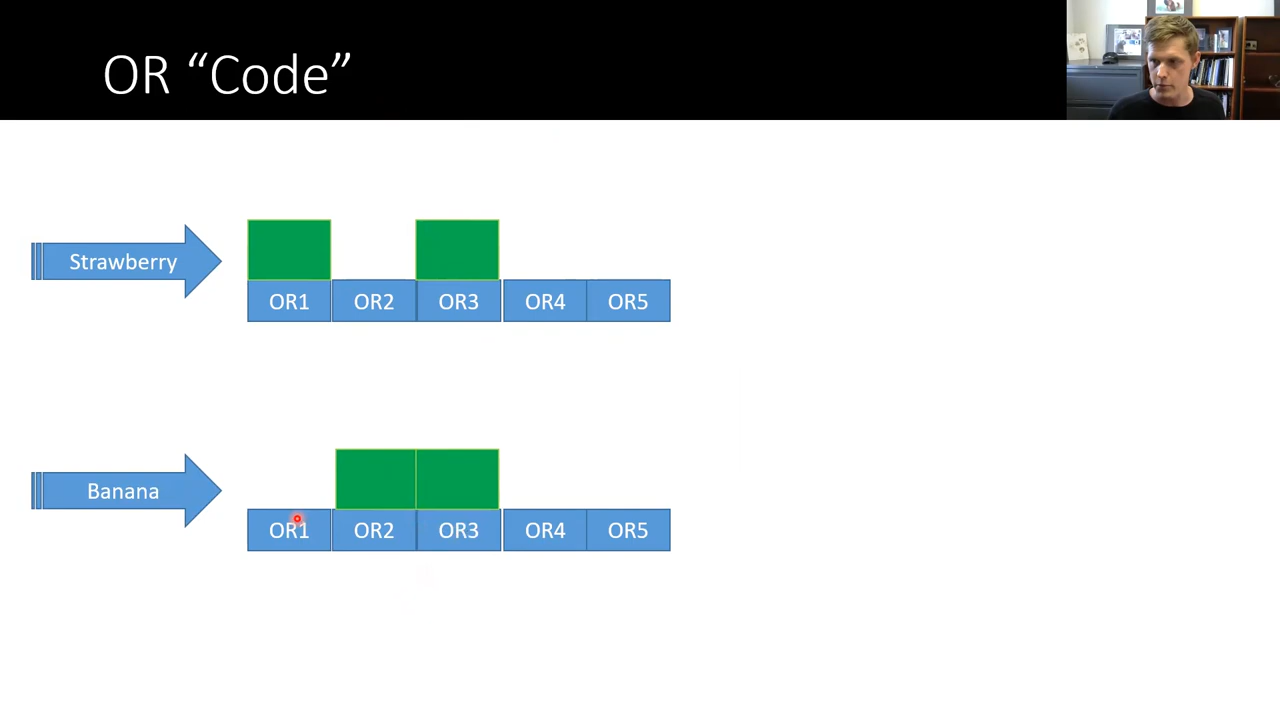 OR “Code”
Strawberry
OR1 OR2 OR3 OR4 OR5
Banana
OR1 OR2 OR3 OR4 OR5